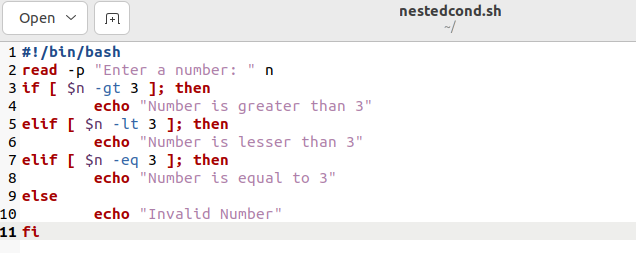 Open nestedcond.sh
~/
1 #!/bin/bash
2 read -p "Enter a number: " n
3 if [ $n -gt 3 ]; then
4         echo "Number is greater than 3"
5 elif [ $n -lt 3 ]; then
6         echo "Number is lesser than 3"
7 elif [ $n -eq 3 ]; then
8         echo "Number is equal to 3"
9 else
10         echo "Invalid Number"
11 fi